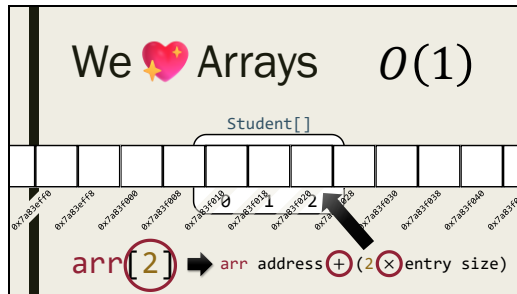 We 💖 Arrays O(1)
Student[]
0 1 2
0x7a83eff0 0x7a83eff8 0x7a83f000 0x7a83f008 0x7a83f010 0x7a83f018 0x7a83f020 0x7a83f028 0x7a83f030 0x7a83f038 0x7a83f040
arr[2] ➡ arr address + (2 × entry size)